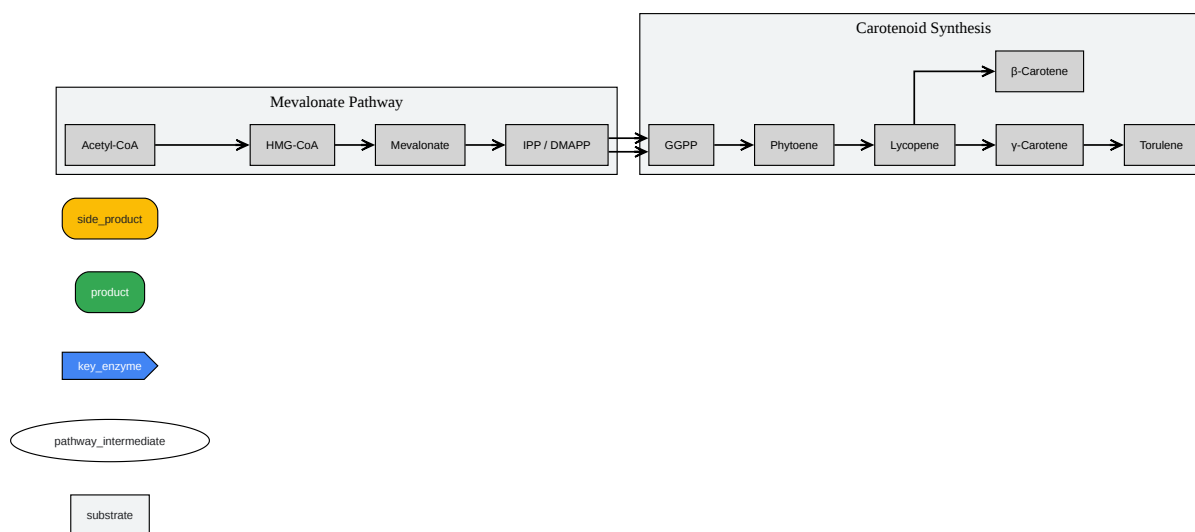 Carotenoid Synthesis
β-Carotene
Mevalonate Pathway
Acetyl-CoA
HMG-CoA
Mevalonate
IPP / DMAPP
GGPP
Phytoene
Lycopene
γ-Carotene
Torulene
side_product
product
key_enzyme
pathway_intermediate
substrate